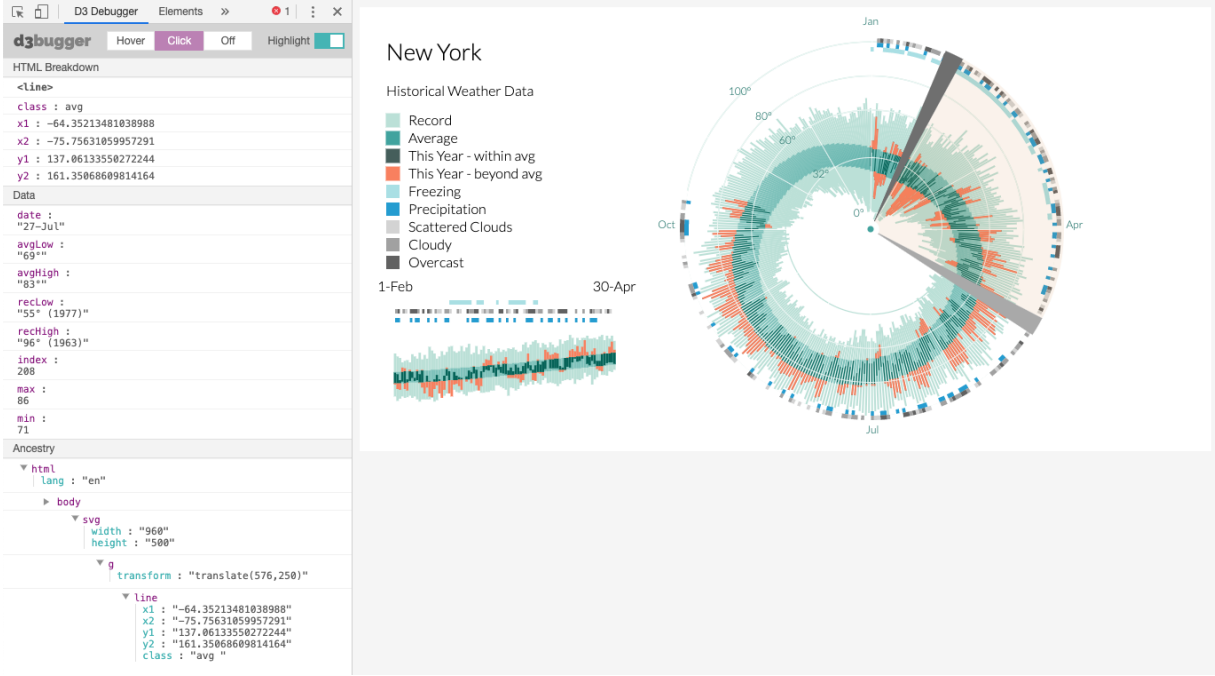 D3 Debugger Elements » 1
d3bugger Hover Click Off Highlight
HTML Breakdown
<line>
class : avg
x1 : -64.35213481038988
x2 : -75.75631059957291
y1 : 137.06133550272244
y2 : 161.35068609814164
Data
date :
"27-Jul"
avgLow :
"69°"
avgHigh :
"83°"
recLow :
"55° (1977)"
recHigh :
"96° (1963)"
index :
208
max :
86
min :
71
Ancestry
html
lang : "en"
body
svg
width : "960"
height : "500"
g
transform : "translate(576,250)"
line
x1 : "-64.35213481038988"
x2 : "-75.75631059957291"
y1 : "137.06133550272244"
y2 : "161.35068609814164"
class : "avg "
New York
Historical Weather Data
Record
Average
This Year - within avg
This Year - beyond avg
Freezing
Precipitation
Scattered Clouds
Cloudy
Overcast
1-Feb 30-Apr
Jan
100°
80°
60°
32°
0°
Oct
Apr
Jul